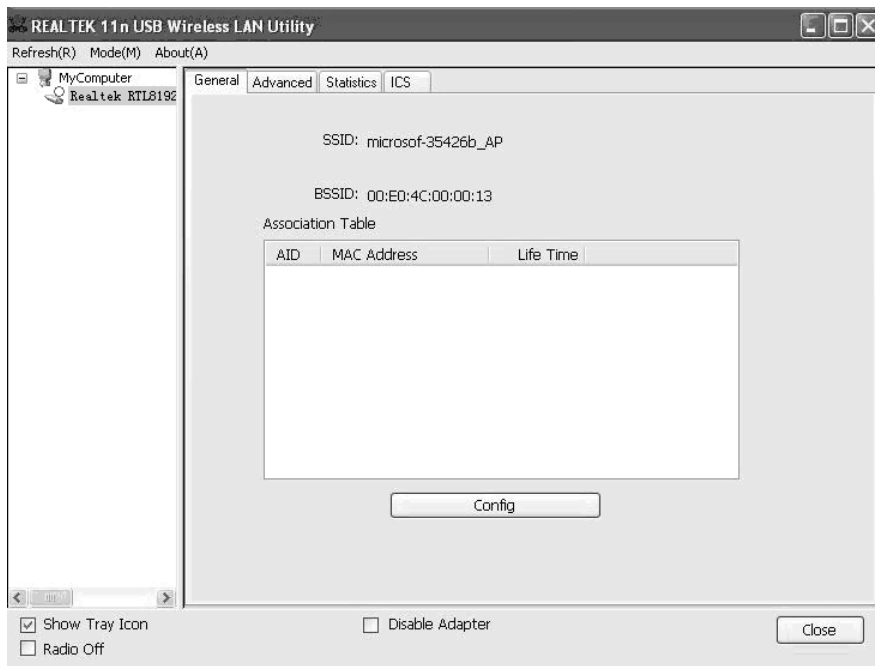 REALTEK 11n USB Wireless LAN Utility
Refresh(R) Mode(M) About(A)
MyComputer
Realtek RTL8192
General Advanced Statistics ICS
SSID: microsof-35426b_AP
BSSID: 00:E0:4C:00:00:13
Association Table
AID MAC Address Life Time
Config
Show Tray Icon
Disable Adapter
Radio Off
Close